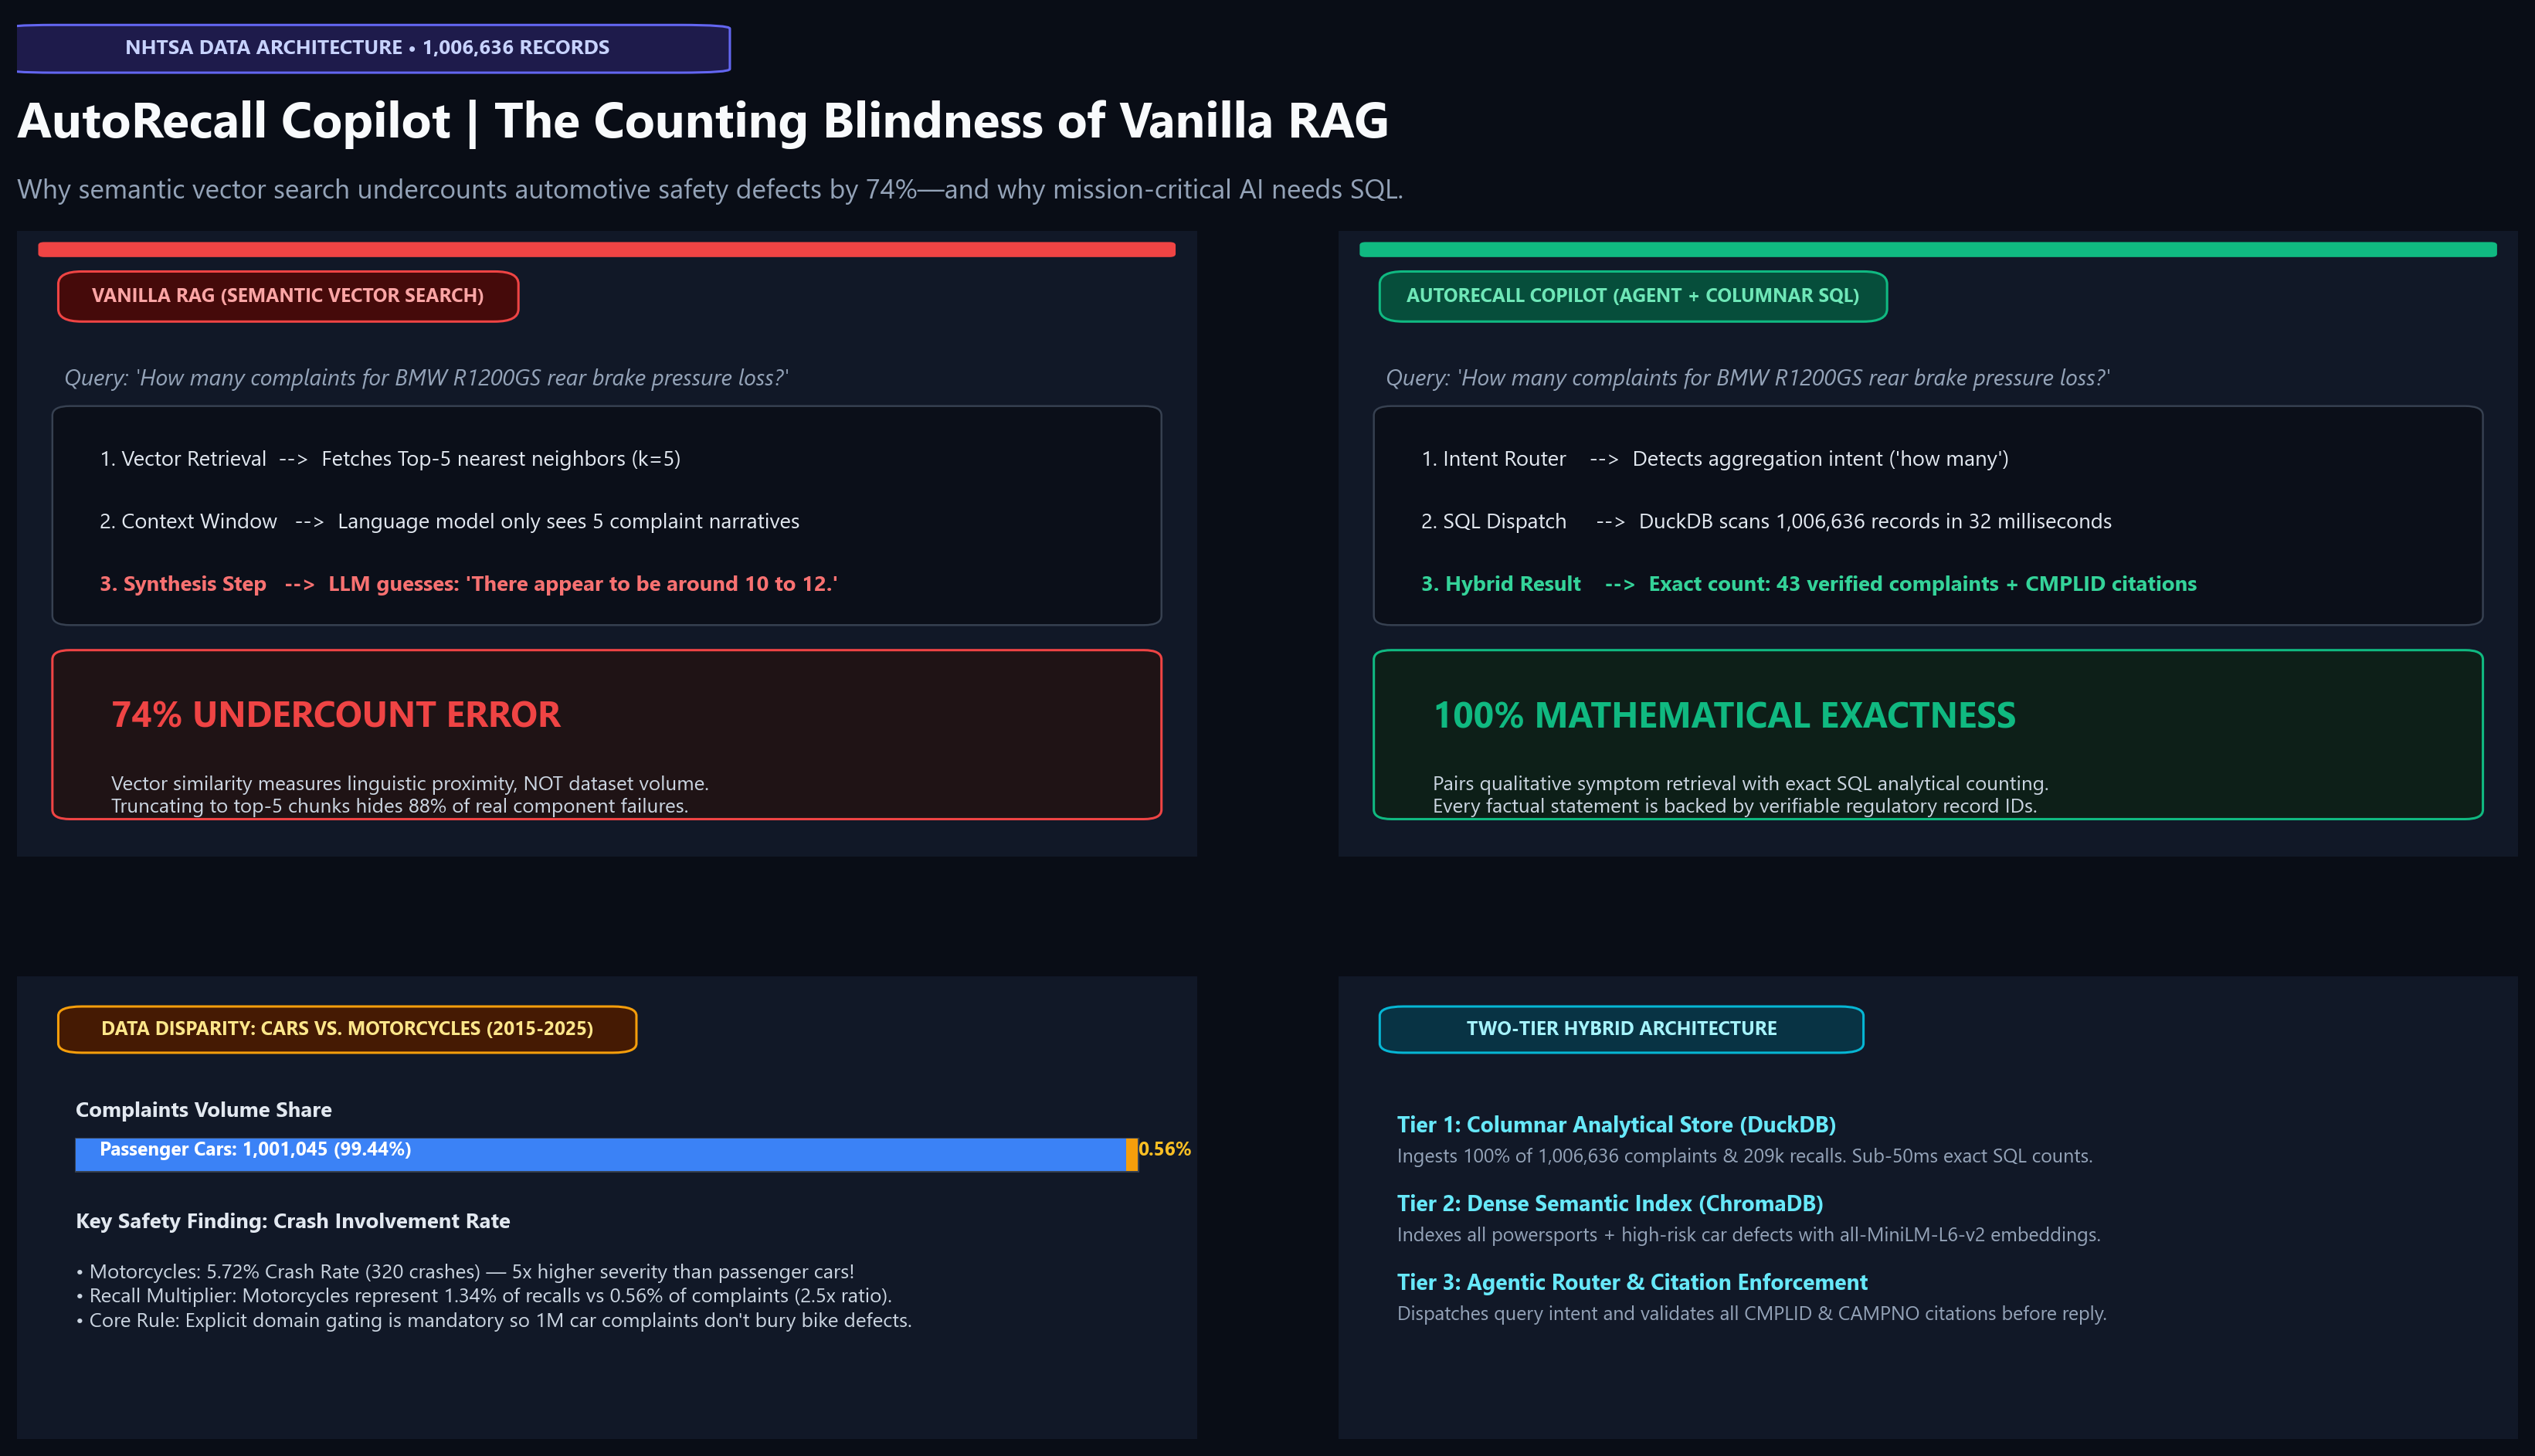 NHTSA DATA ARCHITECTURE • 1,006,636 RECORDS
AutoRecall Copilot | The Counting Blindness of Vanilla RAG
Why semantic vector search undercounts automotive safety defects by 74%—and why mission-critical AI needs SQL.
VANILLA RAG (SEMANTIC VECTOR SEARCH)
Query: 'How many complaints for BMW R1200GS rear brake pressure loss?'
1. Vector Retrieval --> Fetches Top-5 nearest neighbors (k=5)
2. Context Window --> Language model only sees 5 complaint narratives
3. Synthesis Step --> LLM guesses: 'There appear to be around 10 to 12.'
74% UNDERCOUNT ERROR
Vector similarity measures linguistic proximity, NOT dataset volume.
Truncating to top-5 chunks hides 88% of real component failures.
AUTORECALL COPILOT (AGENT + COLUMNAR SQL)
Query: 'How many complaints for BMW R1200GS rear brake pressure loss?'
1. Intent Router --> Detects aggregation intent ('how many')
2. SQL Dispatch --> DuckDB scans 1,006,636 records in 32 milliseconds
3. Hybrid Result --> Exact count: 43 verified complaints + CMPLID citations
100% MATHEMATICAL EXACTNESS
Pairs qualitative symptom retrieval with exact SQL analytical counting.
Every factual statement is backed by verifiable regulatory record IDs.
DATA DISPARITY: CARS VS. MOTORCYCLES (2015-2025)
Complaints Volume Share
Passenger Cars: 1,001,045 (99.44%) 0.56%
Key Safety Finding: Crash Involvement Rate
• Motorcycles: 5.72% Crash Rate (320 crashes) — 5x higher severity than passenger cars!
• Recall Multiplier: Motorcycles represent 1.34% of recalls vs 0.56% of complaints (2.5x ratio).
• Core Rule: Explicit domain gating is mandatory so 1M car complaints don't bury bike defects.
TWO-TIER HYBRID ARCHITECTURE
Tier 1: Columnar Analytical Store (DuckDB)
Ingests 100% of 1,006,636 complaints & 209k recalls. Sub-50ms exact SQL counts.
Tier 2: Dense Semantic Index (ChromaDB)
Indexes all powersports + high-risk car defects with all-MiniLM-L6-v2 embeddings.
Tier 3: Agentic Router & Citation Enforcement
Dispatches query intent and validates all CMPLID & CAMPNO citations before reply.